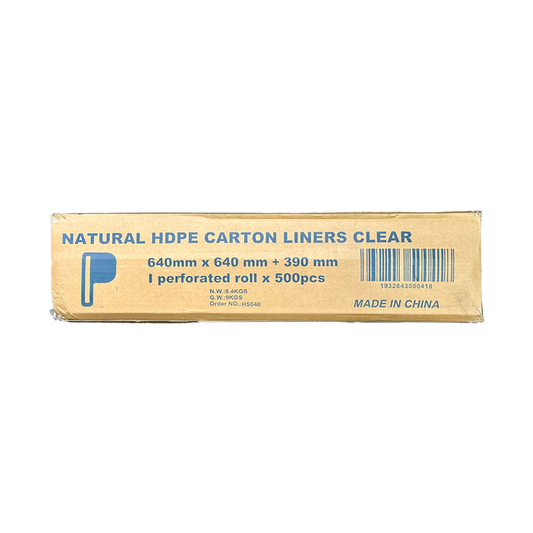 NATURAL HDPE CARTON LINERS CLEAR
640mm x 640 mm + 390 mm
I perforated roll x 500pcs
N.W.:8.4KGS
G.W.:9KGS
Order NO.:HS040
1932843500418
MADE IN CHINA
P